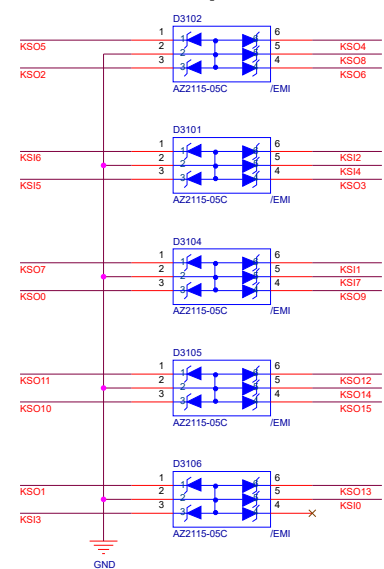 D3102
1 6
KSO5 2 5 KSO4
3 4 KSO8
KSO2 KSO6
AZ2115-05C /EMI
D3101
1 6
KSI6 2 5 KSI2
3 4 KSI4
KSI5 KSO3
AZ2115-05C /EMI
D3104
1 6
KSO7 2 5 KSI1
3 4 KSI7
KSO0 KSO9
AZ2115-05C /EMI
D3105
1 6
KSO11 2 5 KSO12
3 4 KSO14
KSO10 KSO15
AZ2115-05C /EMI
D3106
1 6
KSO1 2 5 KSO13
3 4 KSI0
KSI3
AZ2115-05C /EMI
GND